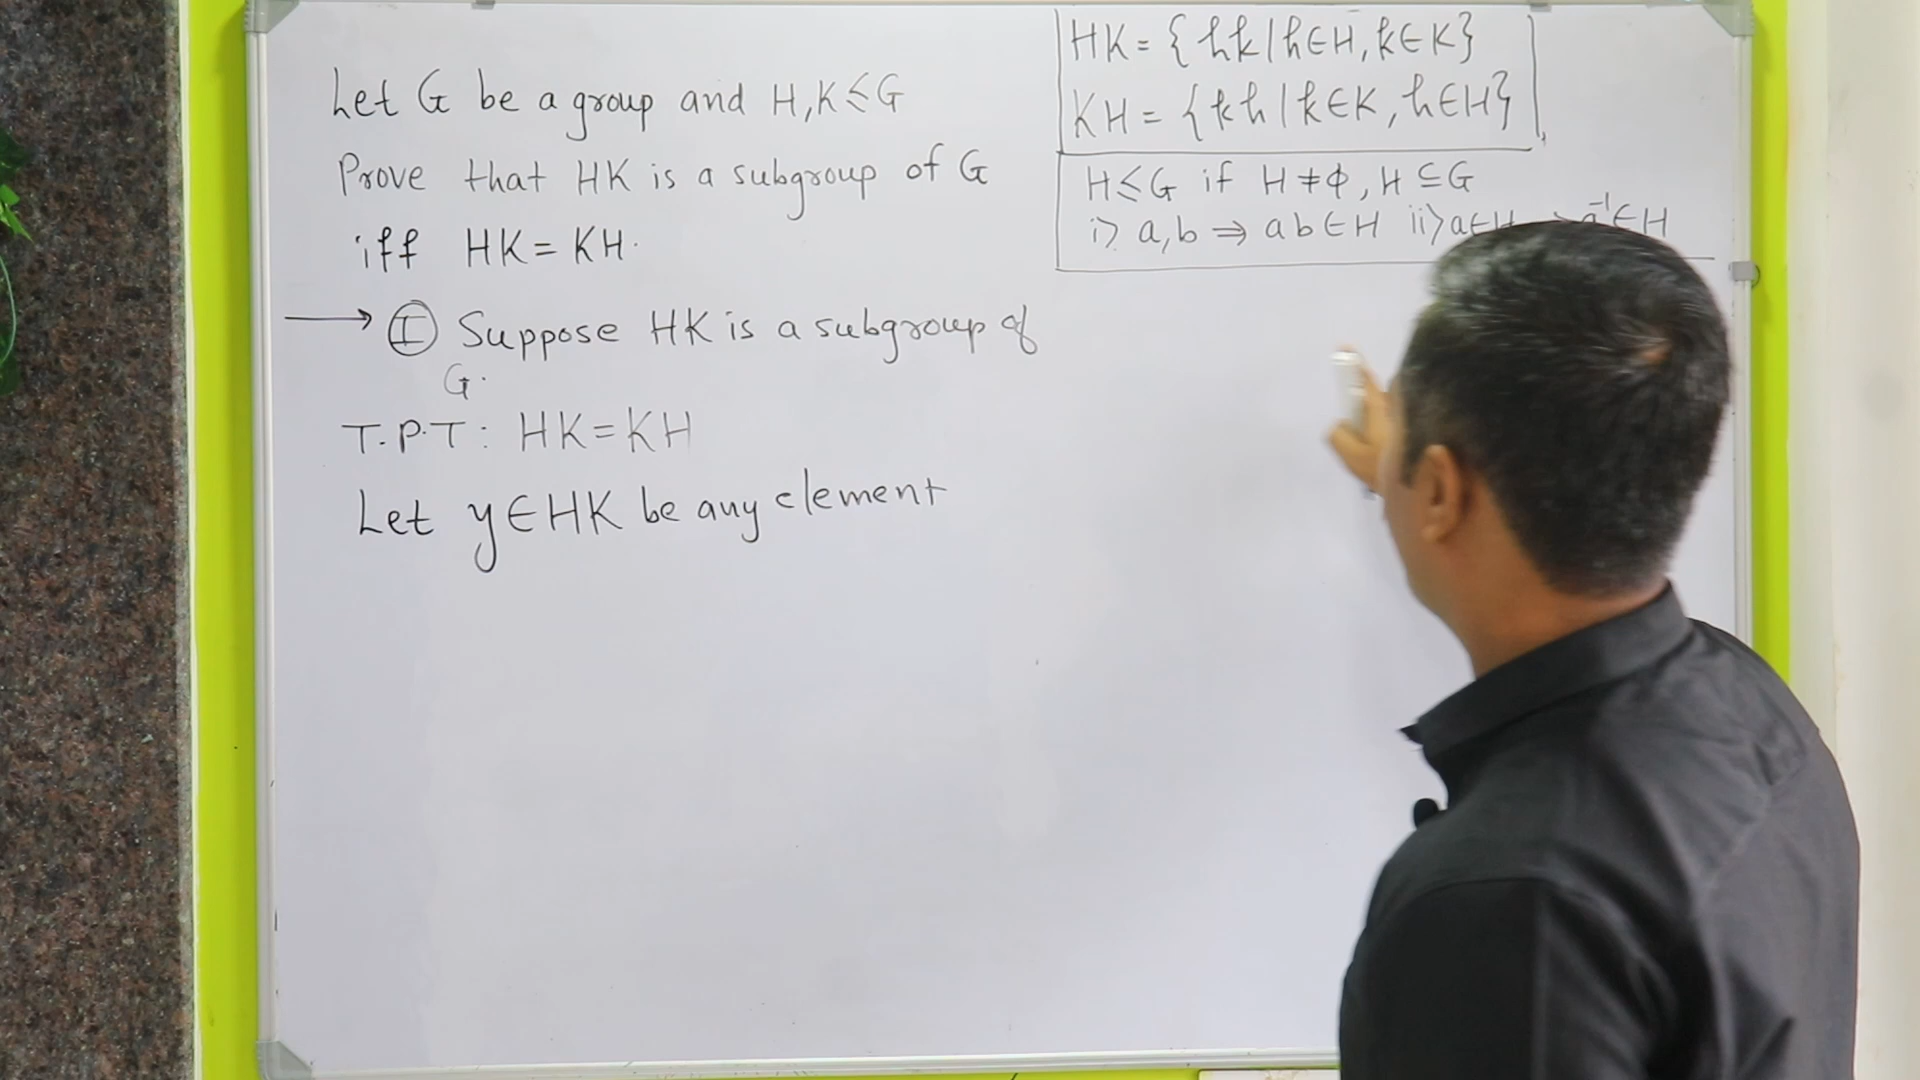 Let G be a group and H,K≤G
Prove that HK is a subgroup of G
iff HK=KH.
→ Ⓘ Suppose HK is a subgroup of
G.
T.P.T: HK=KH
Let y∈HK be any element
HK={hk/h∈H,k∈K}
KH={kh/k∈K,h∈H}
H≤G if H≠ϕ,H⊆G
i> a,b⇒ab∈H ii>a∈H a⁻¹∈H